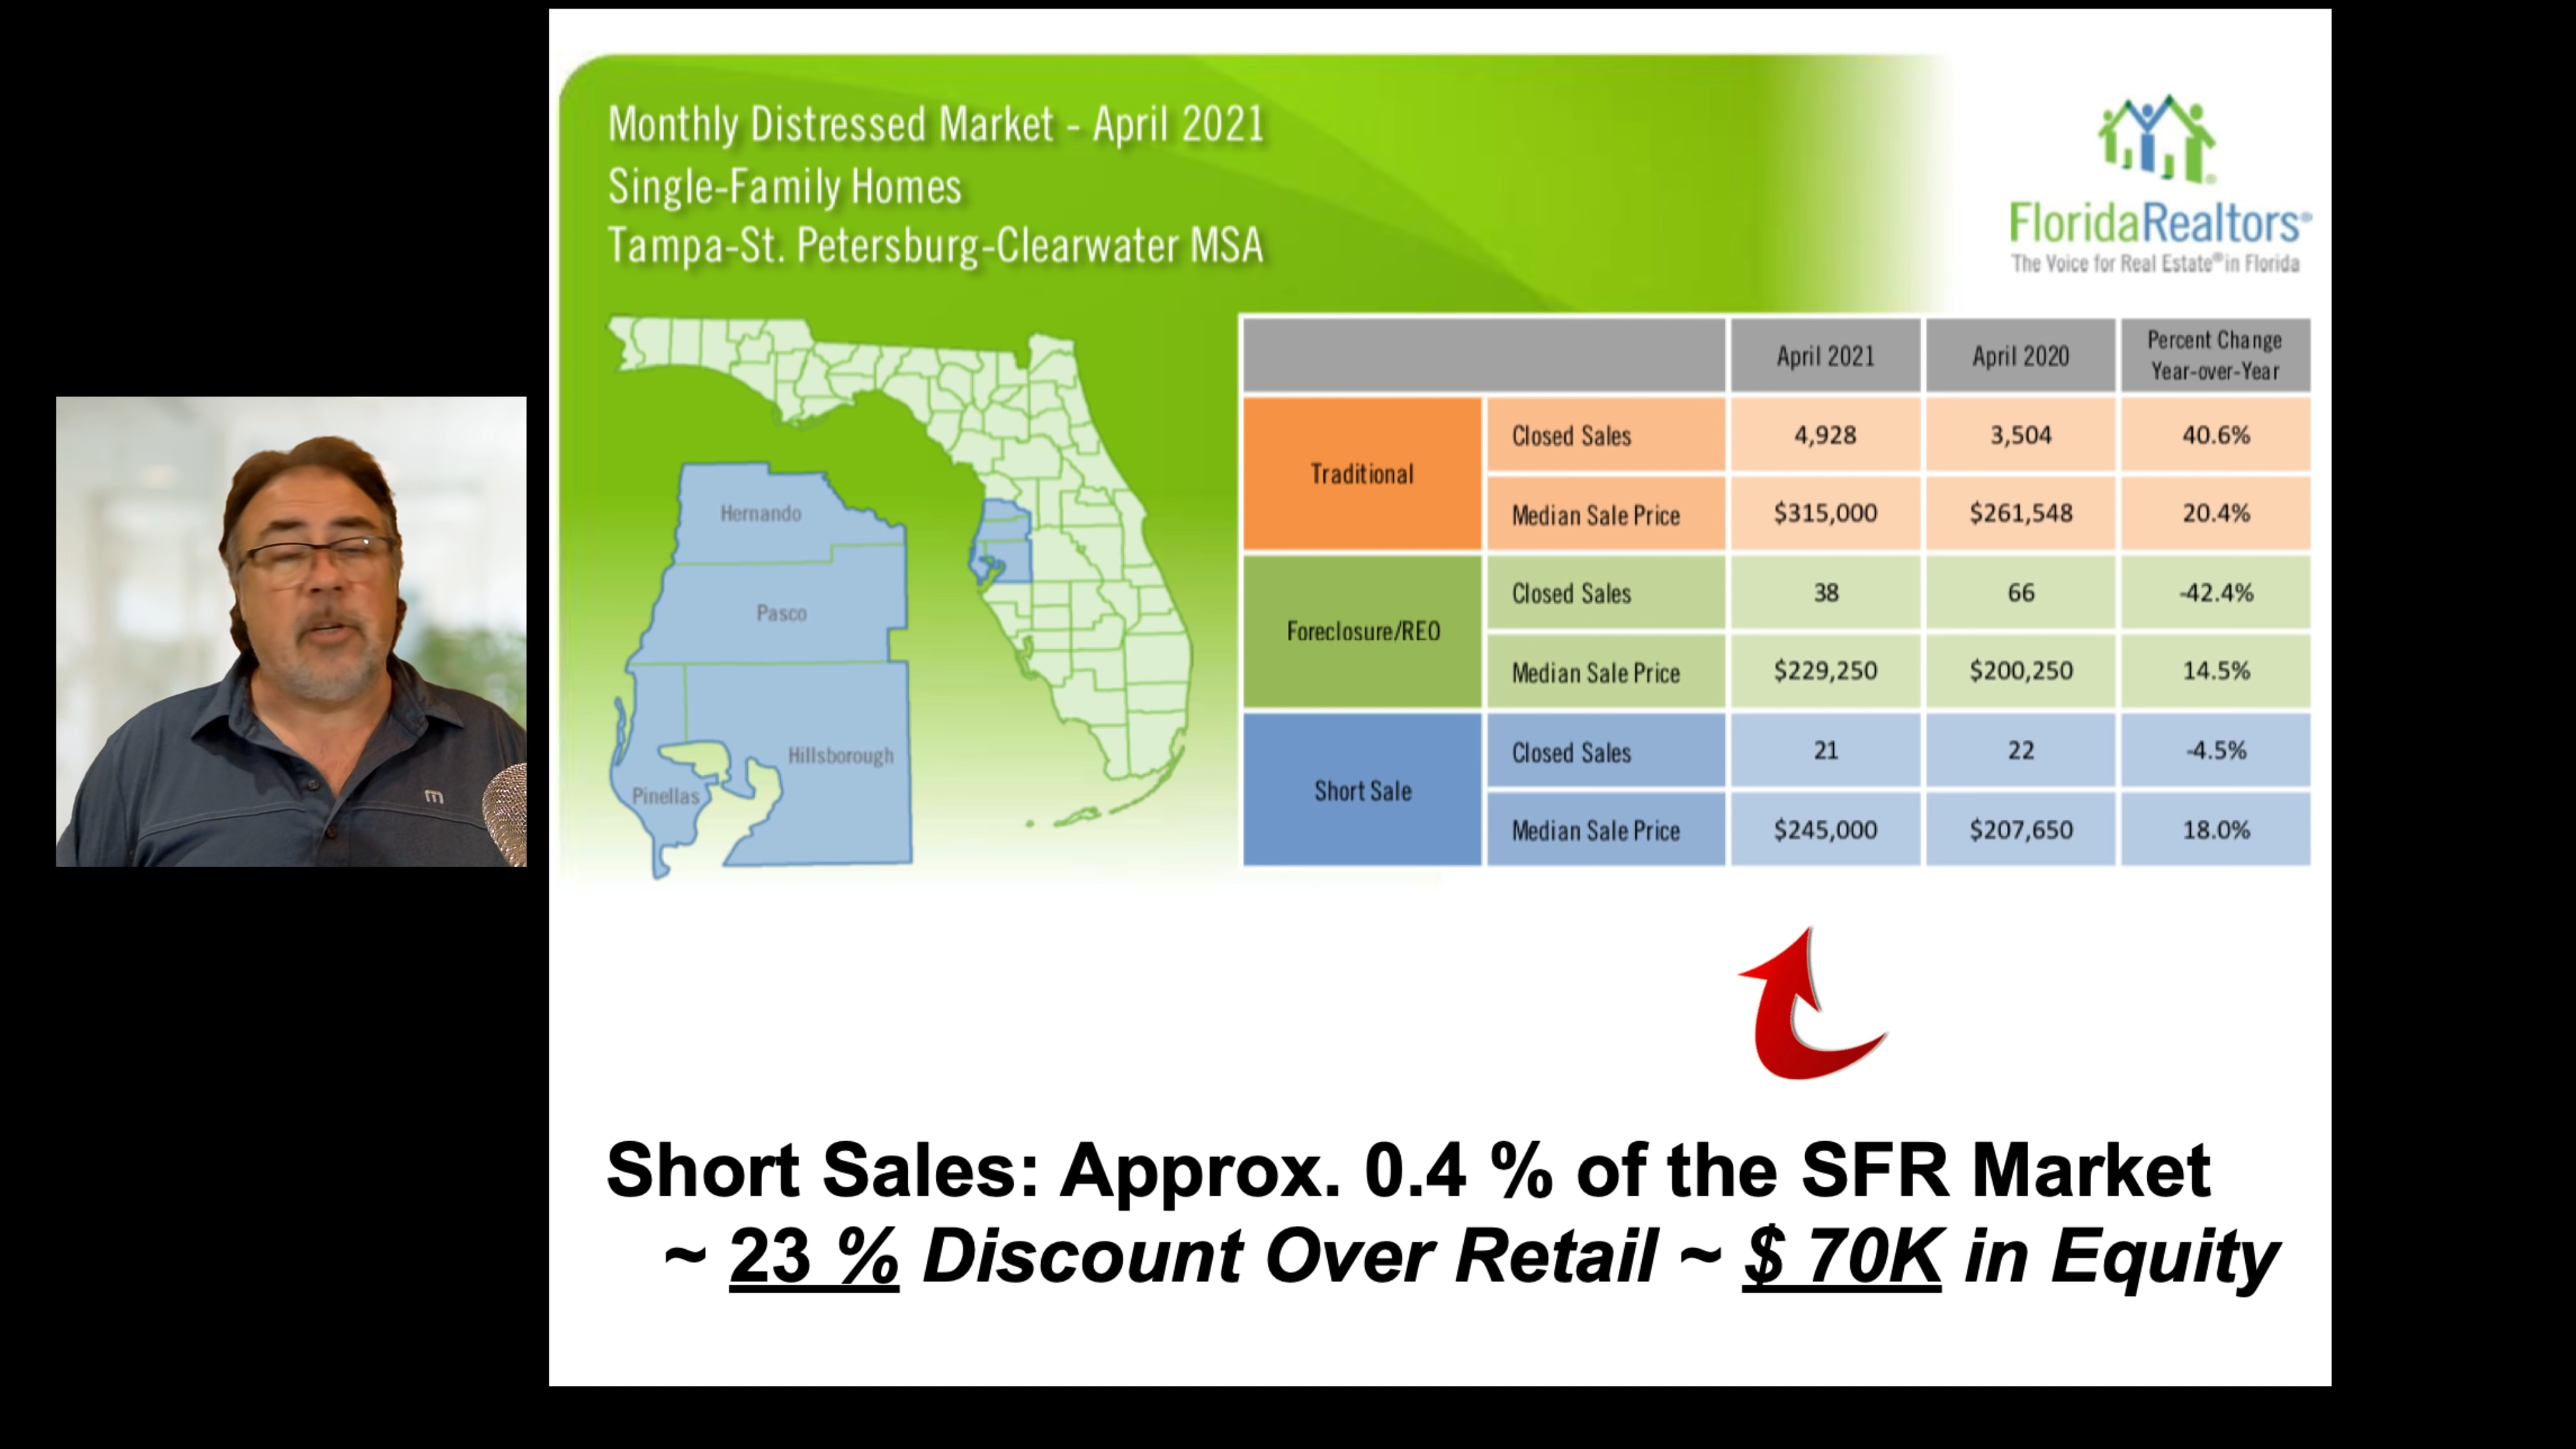 Monthly Distressed Market - April 2021
Single-Family Homes
Tampa-St. Petersburg-Clearwater MSA
FloridaRealtors®
The Voice for Real Estate® in Florida
Hernando
Pasco
Hillsborough
Pinellas
April 2021 April 2020 Percent Change Year-over-Year
Traditional
Closed Sales 4,928 3,504 40.6%
Median Sale Price $315,000 $261,548 20.4%
Foreclosure/REO
Closed Sales 38 66 -42.4%
Median Sale Price $229,250 $200,250 14.5%
Short Sale
Closed Sales 21 22 -4.5%
Median Sale Price $245,000 $207,650 18.0%
Short Sales: Approx. 0.4 % of the SFR Market
~ 23 % Discount Over Retail ~ $ 70K in Equity